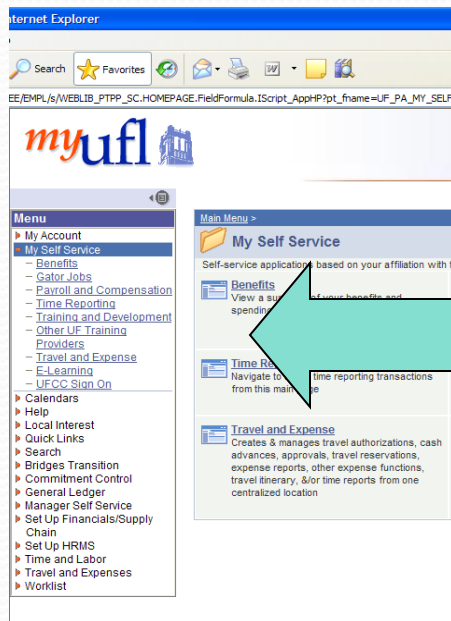 ternet Explorer
Search Favorites
EE/EMPL/s/WEBLIB_PTPP_SC.HOMEPAGE.FieldFormula.IScript_AppHP?pt_fname=UF_PA_MY_SELF
myufl
Menu
My Account
My Self Service
Benefits
Gator Jobs
Payroll and Compensation
Time Reporting
Training and Development
Other UF Training
Providers
Travel and Expense
E-Learning
UFCC Sign On
Calendars
Help
Local Interest
Quick Links
Search
Bridges Transition
Commitment Control
General Ledger
Manager Self Service
Set Up Financials/Supply
Chain
Set Up HRMS
Time and Labor
Travel and Expenses
Worklist
Main Menu >
My Self Service
Self-service applications based on your affiliation with
Benefits
View a of your benefits and
Time
Navigate to time reporting transactions
from this
Travel and Expense
Creates & manages travel authorizations, cash
advances, approvals, travel reservations,
expense reports, other expense functions,
travel itinerary, &/or time reports from one
centralized location